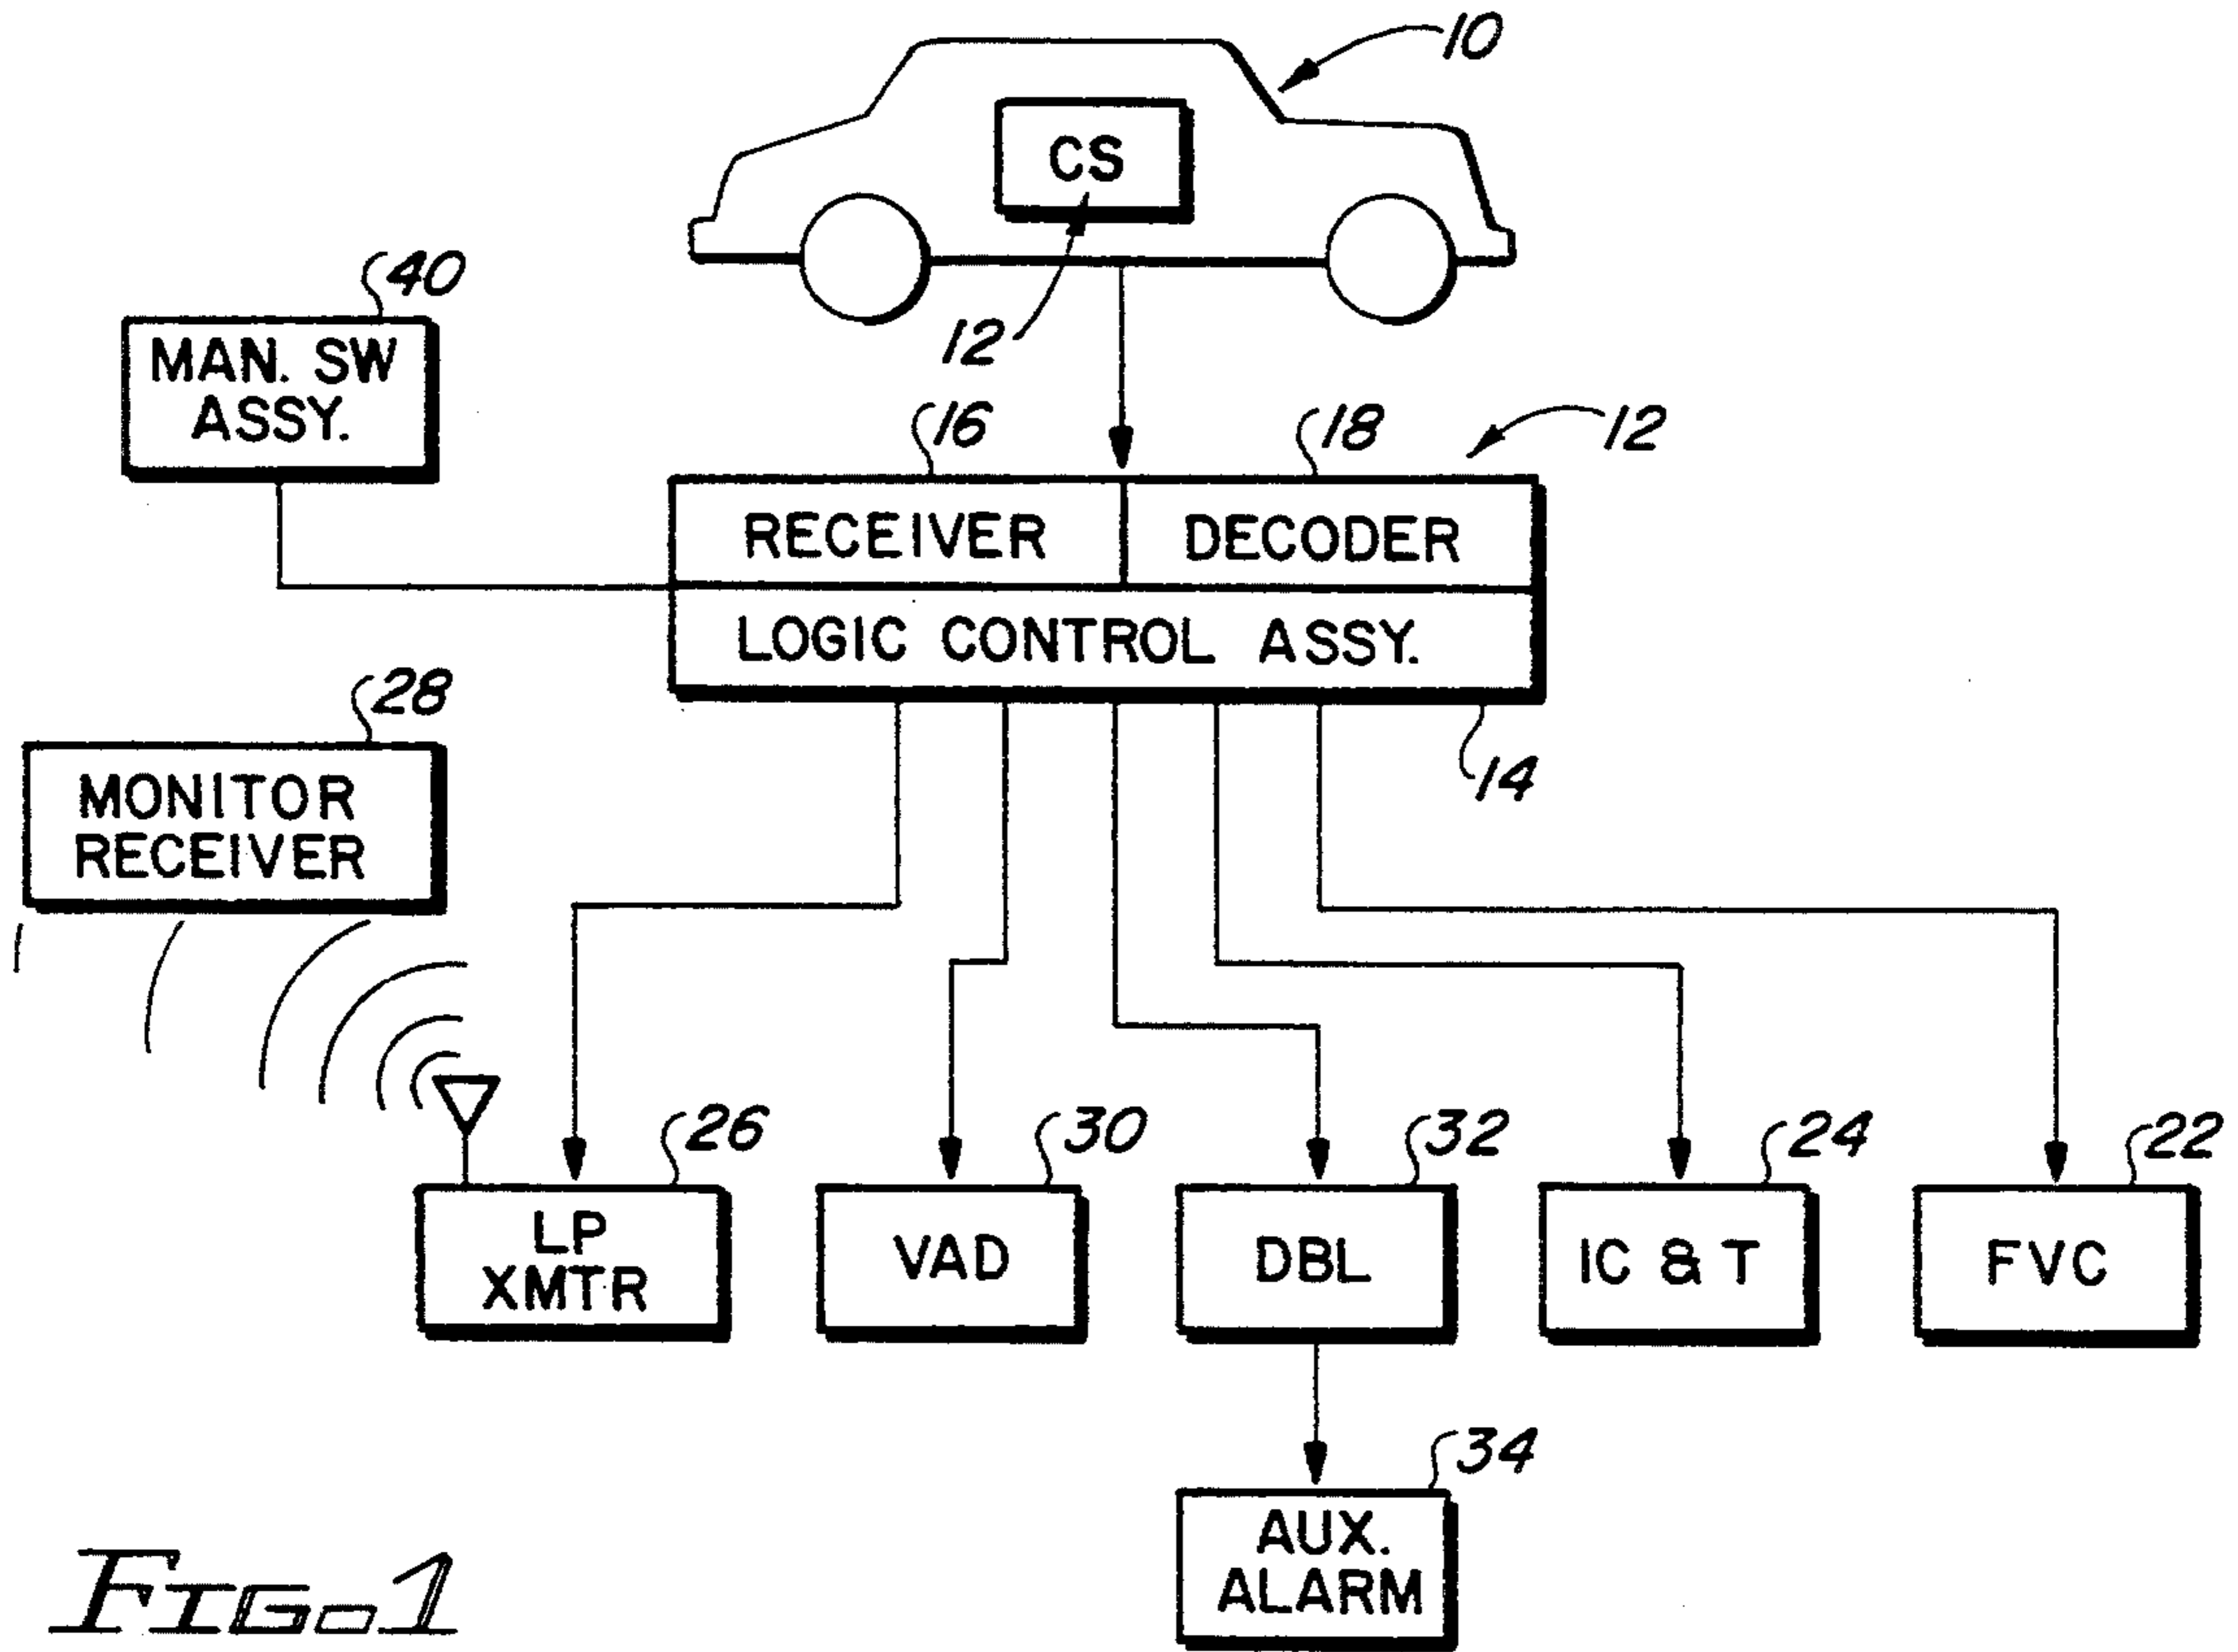 10
CS
40
MAN. SW
ASSY.
12
16
18
12
RECEIVER
DECODER
LOGIC CONTROL ASSY.
28
14
MONITOR
RECEIVER
26
30
32
24
22
LP
XMTR
VAD
DBL
IC & T
FVC
34
AUX.
ALARM
FIG. 1